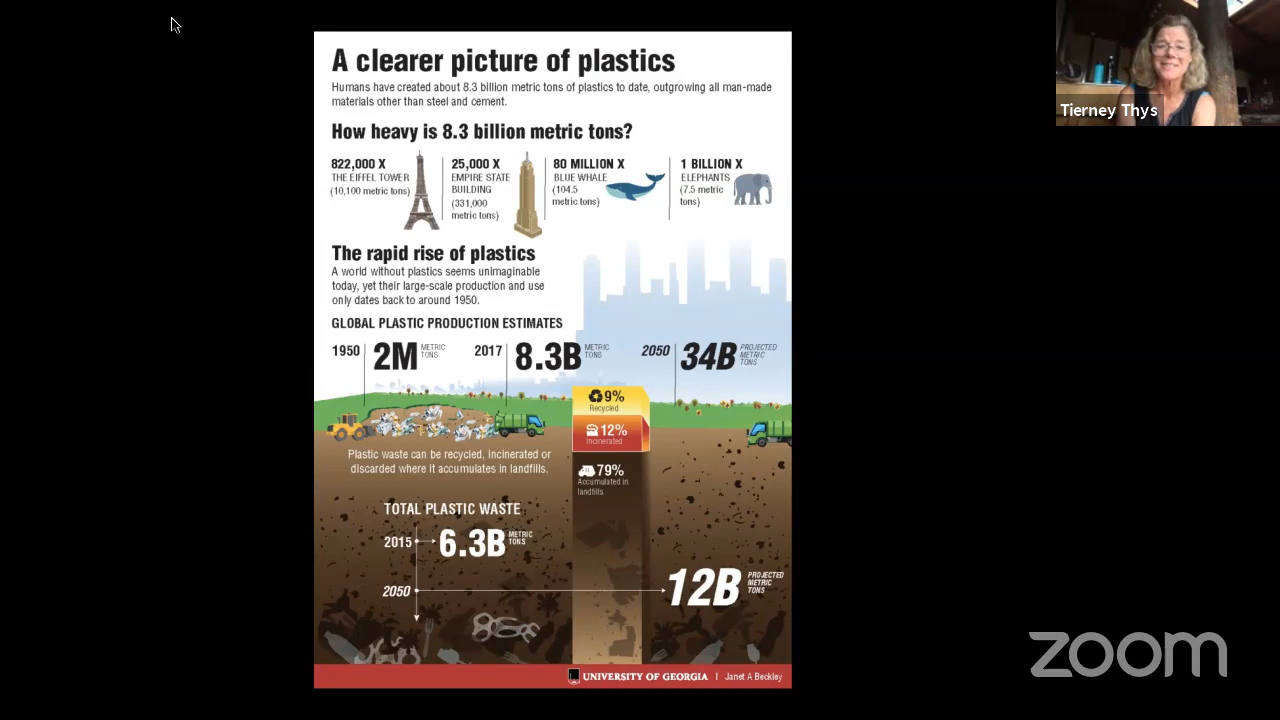 A clearer picture of plastics
Humans have created about 8.3 billion metric tons of plastics to date, outgrowing all man-made
materials other than steel and cement.
How heavy is 8.3 billion metric tons?
822,000 X
THE EIFFEL TOWER
(10,100 metric tons)
25,000 X
EMPIRE STATE
BUILDING
(331,000
metric tons)
80 MILLION X
BLUE WHALE
(104.5
metric tons)
1 BILLION X
ELEPHANTS
(7.5 metric
tons)
The rapid rise of plastics
A world without plastics seems unimaginable
today, yet their large-scale production and use
only dates back to around 1950.
GLOBAL PLASTIC PRODUCTION ESTIMATES
1950 2M METRIC
TONS
2017 8.3B METRIC
TONS
2050 34B PROJECTED
METRIC
TONS
9%
Recycled
12%
Incinerated
79%
Accumulated in
landfills
Plastic waste can be recycled, incinerated or
discarded where it accumulates in landfills.
TOTAL PLASTIC WASTE
2015 6.3B METRIC
TONS
2050 12B PROJECTED
METRIC
TONS
UNIVERSITY OF GEORGIA | Janet A Beckley
Tierney Thys
zoom